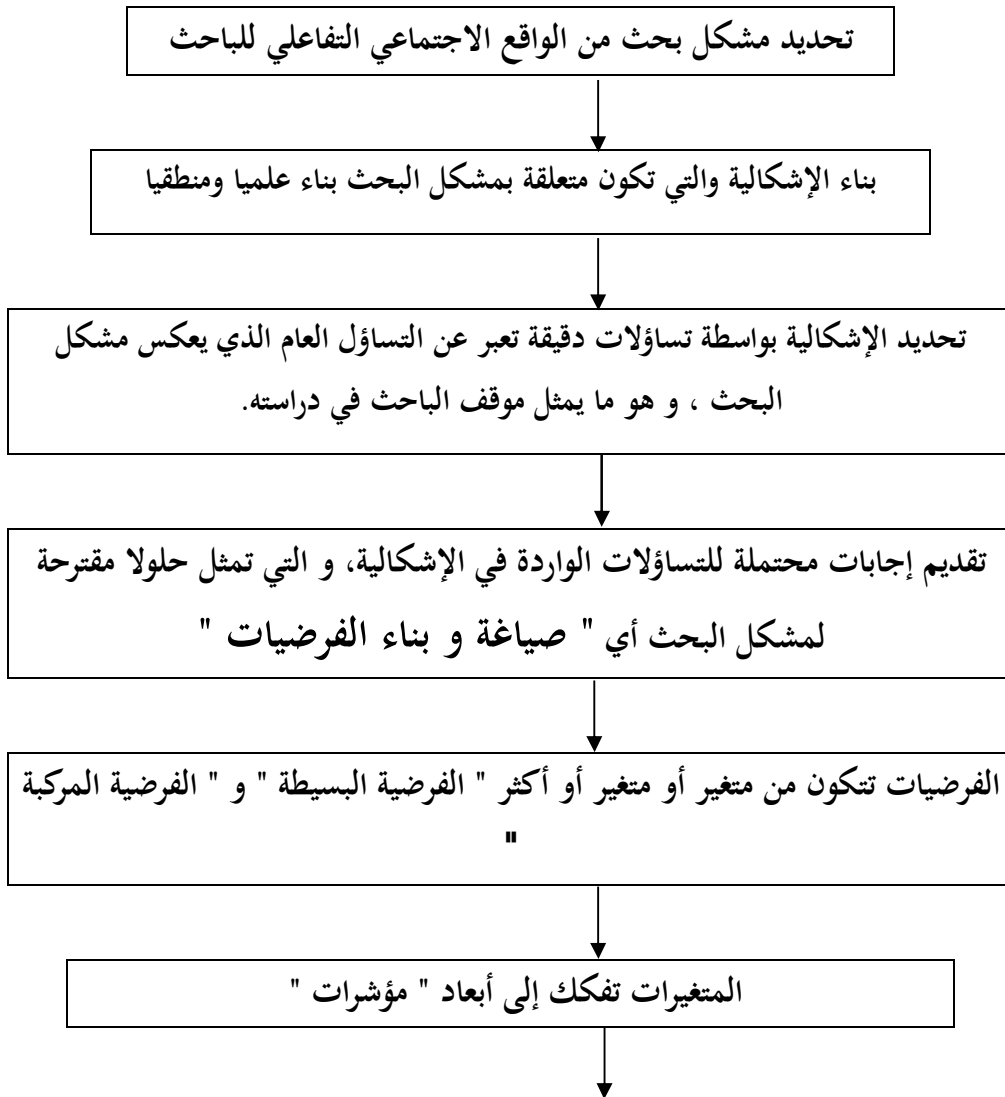 تحديد مشكل بحث من الواقع الاجتماعي التفاعلي للباحث
بناء الإشكالية والتي تكون متعلقة بمشكل البحث بناء علميا ومنطقيا
تحديد الإشكالية بواسطة تساؤلات دقيقة تعبر عن التساؤل العام الذي يعكس مشكل
البحث ، و هو ما يمثل موقف الباحث في دراسته.
تقديم إجابات محتملة للتساؤلات الواردة في الإشكالية، و التي تمثل حلولا مقترحة
لمشكل البحث أي " صياغة و بناء الفرضيات "
الفرضيات تتكون من متغير أو متغير أو أكثر " الفرضية البسيطة " و " الفرضية المركبة
"
المتغيرات تفكك إلى أبعاد " مؤشرات "